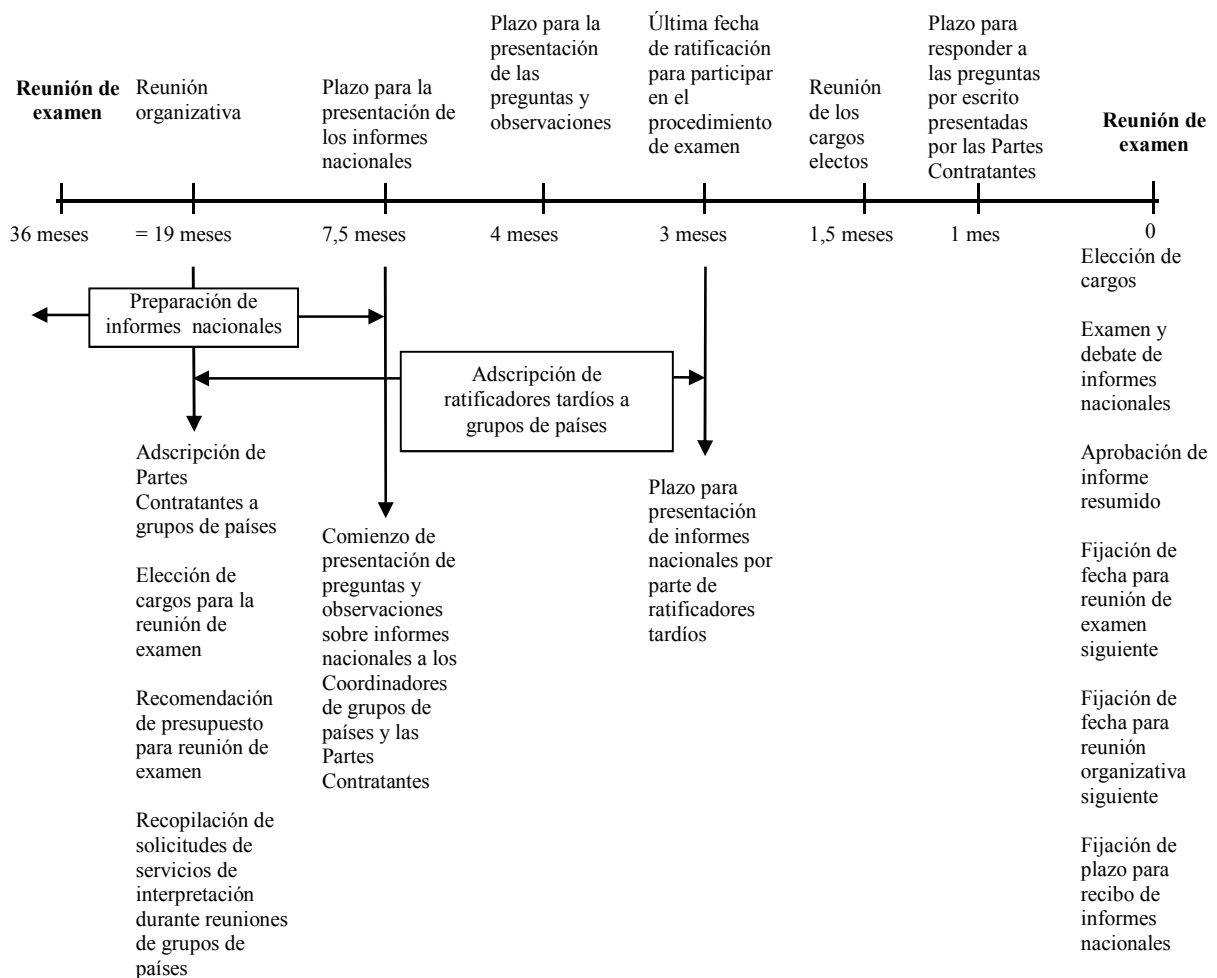 Reunión de
examen
Reunión
organizativa
Plazo para la
presentación de
los informes
nacionales
Plazo para la
presentación
de las
preguntas y
observaciones
Última fecha
de ratificación
para participar
en el
procedimiento
de examen
Reunión
de los
cargos
electos
Plazo para
responder a
las preguntas
por escrito
presentadas
por las Partes
Contratantes
Reunión de
examen
36 meses
= 19 meses
7,5 meses
4 meses
3 meses
1,5 meses
1 mes
0
Preparación de
informes nacionales
Adscripción de
ratificadores tardíos a
grupos de países
Adscripción de
Partes
Contratantes a
grupos de países
Elección de
cargos para la
reunión de
examen
Recomendación
de presupuesto
para reunión de
examen
Recopilación de
solicitudes de
servicios de
interpretación
durante reuniones
de grupos de
países
Comienzo de
presentación de
preguntas y
observaciones
sobre informes
nacionales a los
Coordinadores
de grupos de
países y las
Partes
Contratantes
Plazo para
presentación
de informes
nacionales por
parte de
ratificadores
tardíos
Elección de
cargos
Examen y
debate de
informes
nacionales
Aprobación de
informe
resumido
Fijación de
fecha para
reunión de
examen
siguiente
Fijación de
fecha para
reunión
organizativa
siguiente
Fijación de
plazo para
recibo de
informes
nacionales